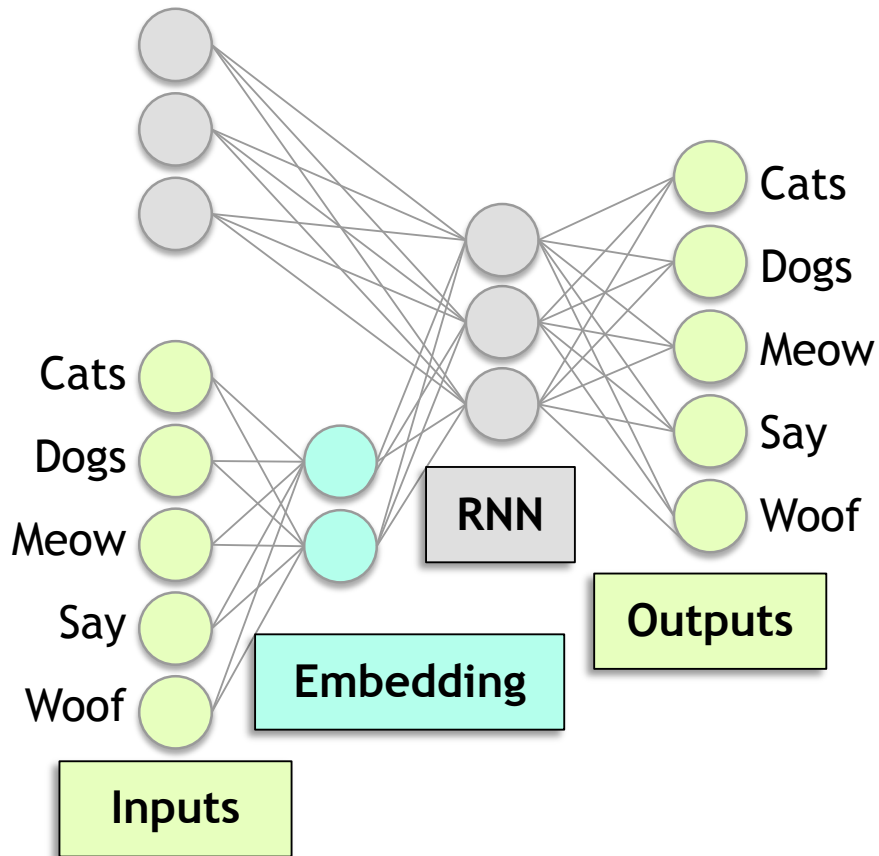 Cats
Dogs
Meow
Say
Woof
Inputs
Embedding
RNN
Cats
Dogs
Meow
Say
Woof
Outputs